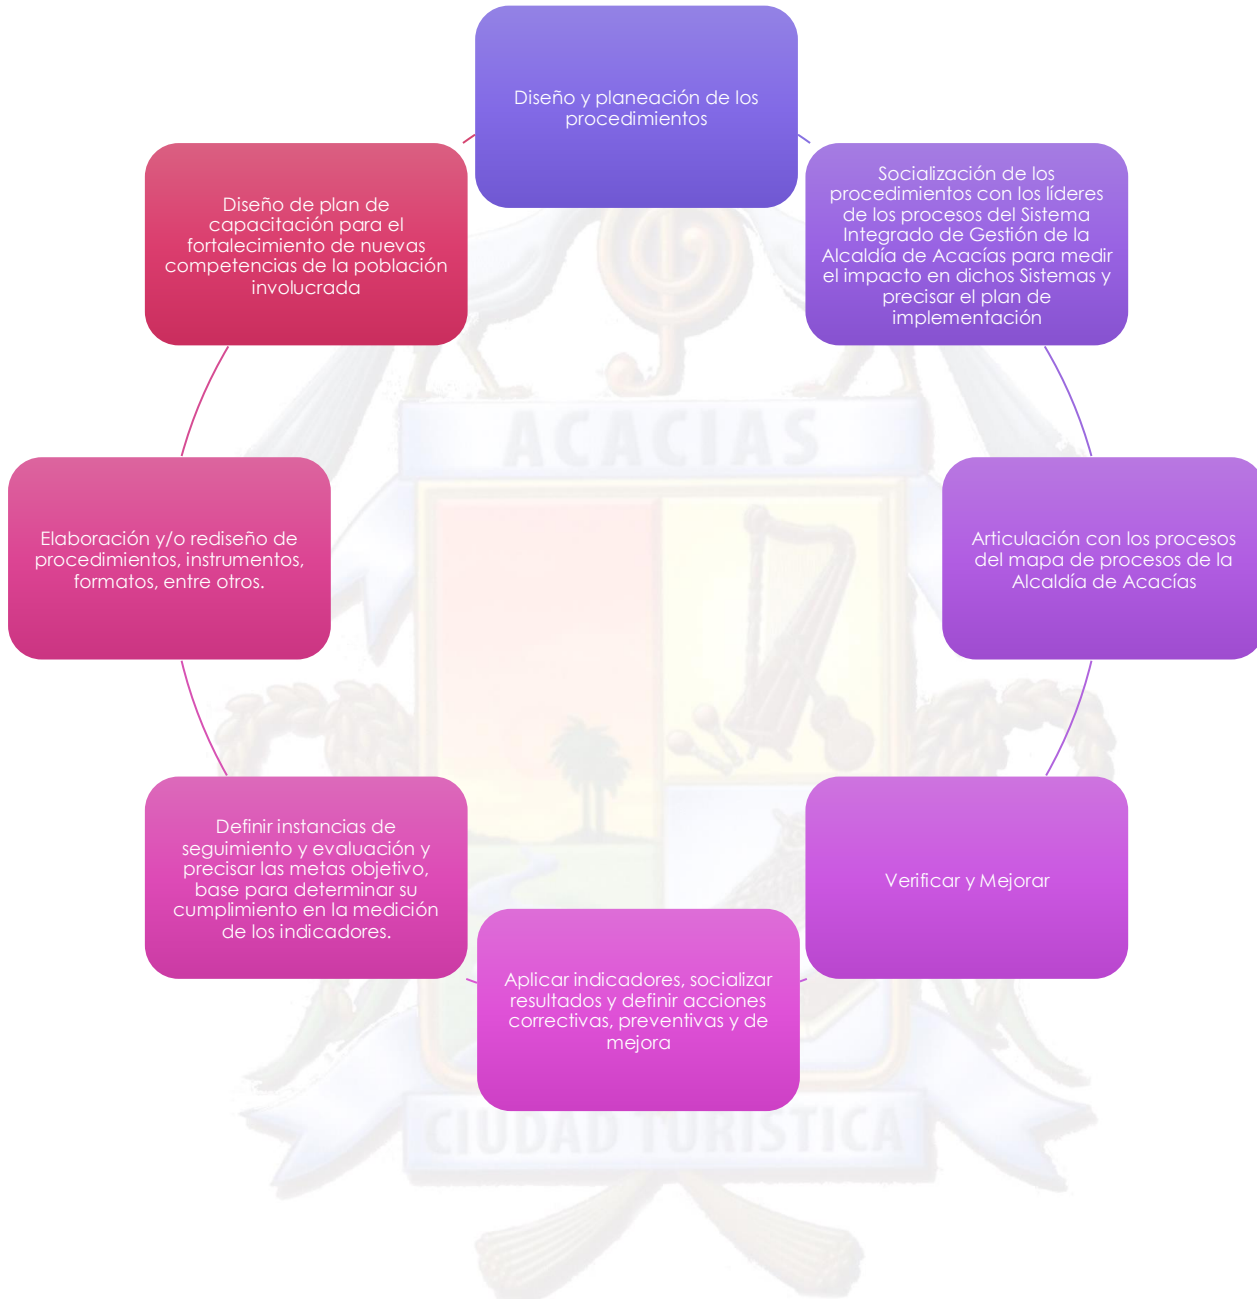 Diseño y planeación de los
procedimientos
Socialización de los
procedimientos con los líderes
de los procesos del Sistema
Integrado de Gestión de la
Alcaldía de Acacías para medir
el impacto en dichos Sistemas y
precisar el plan de
implementación
Articulación con los procesos
del mapa de procesos de la
Alcaldía de Acacías
Verificar y Mejorar
Aplicar indicadores, socializar
resultados y definir acciones
correctivas, preventivas y de
mejora
Definir instancias de
seguimiento y evaluación y
precisar las metas objetivo,
base para determinar su
cumplimiento en la medición
de los indicadores.
Elaboración y/o rediseño de
procedimientos, instrumentos,
formatos, entre otros.
Diseño de plan de
capacitación para el
fortalecimiento de nuevas
competencias de la población
involucrada
ACACIAS
CIUDAD TURISTICA